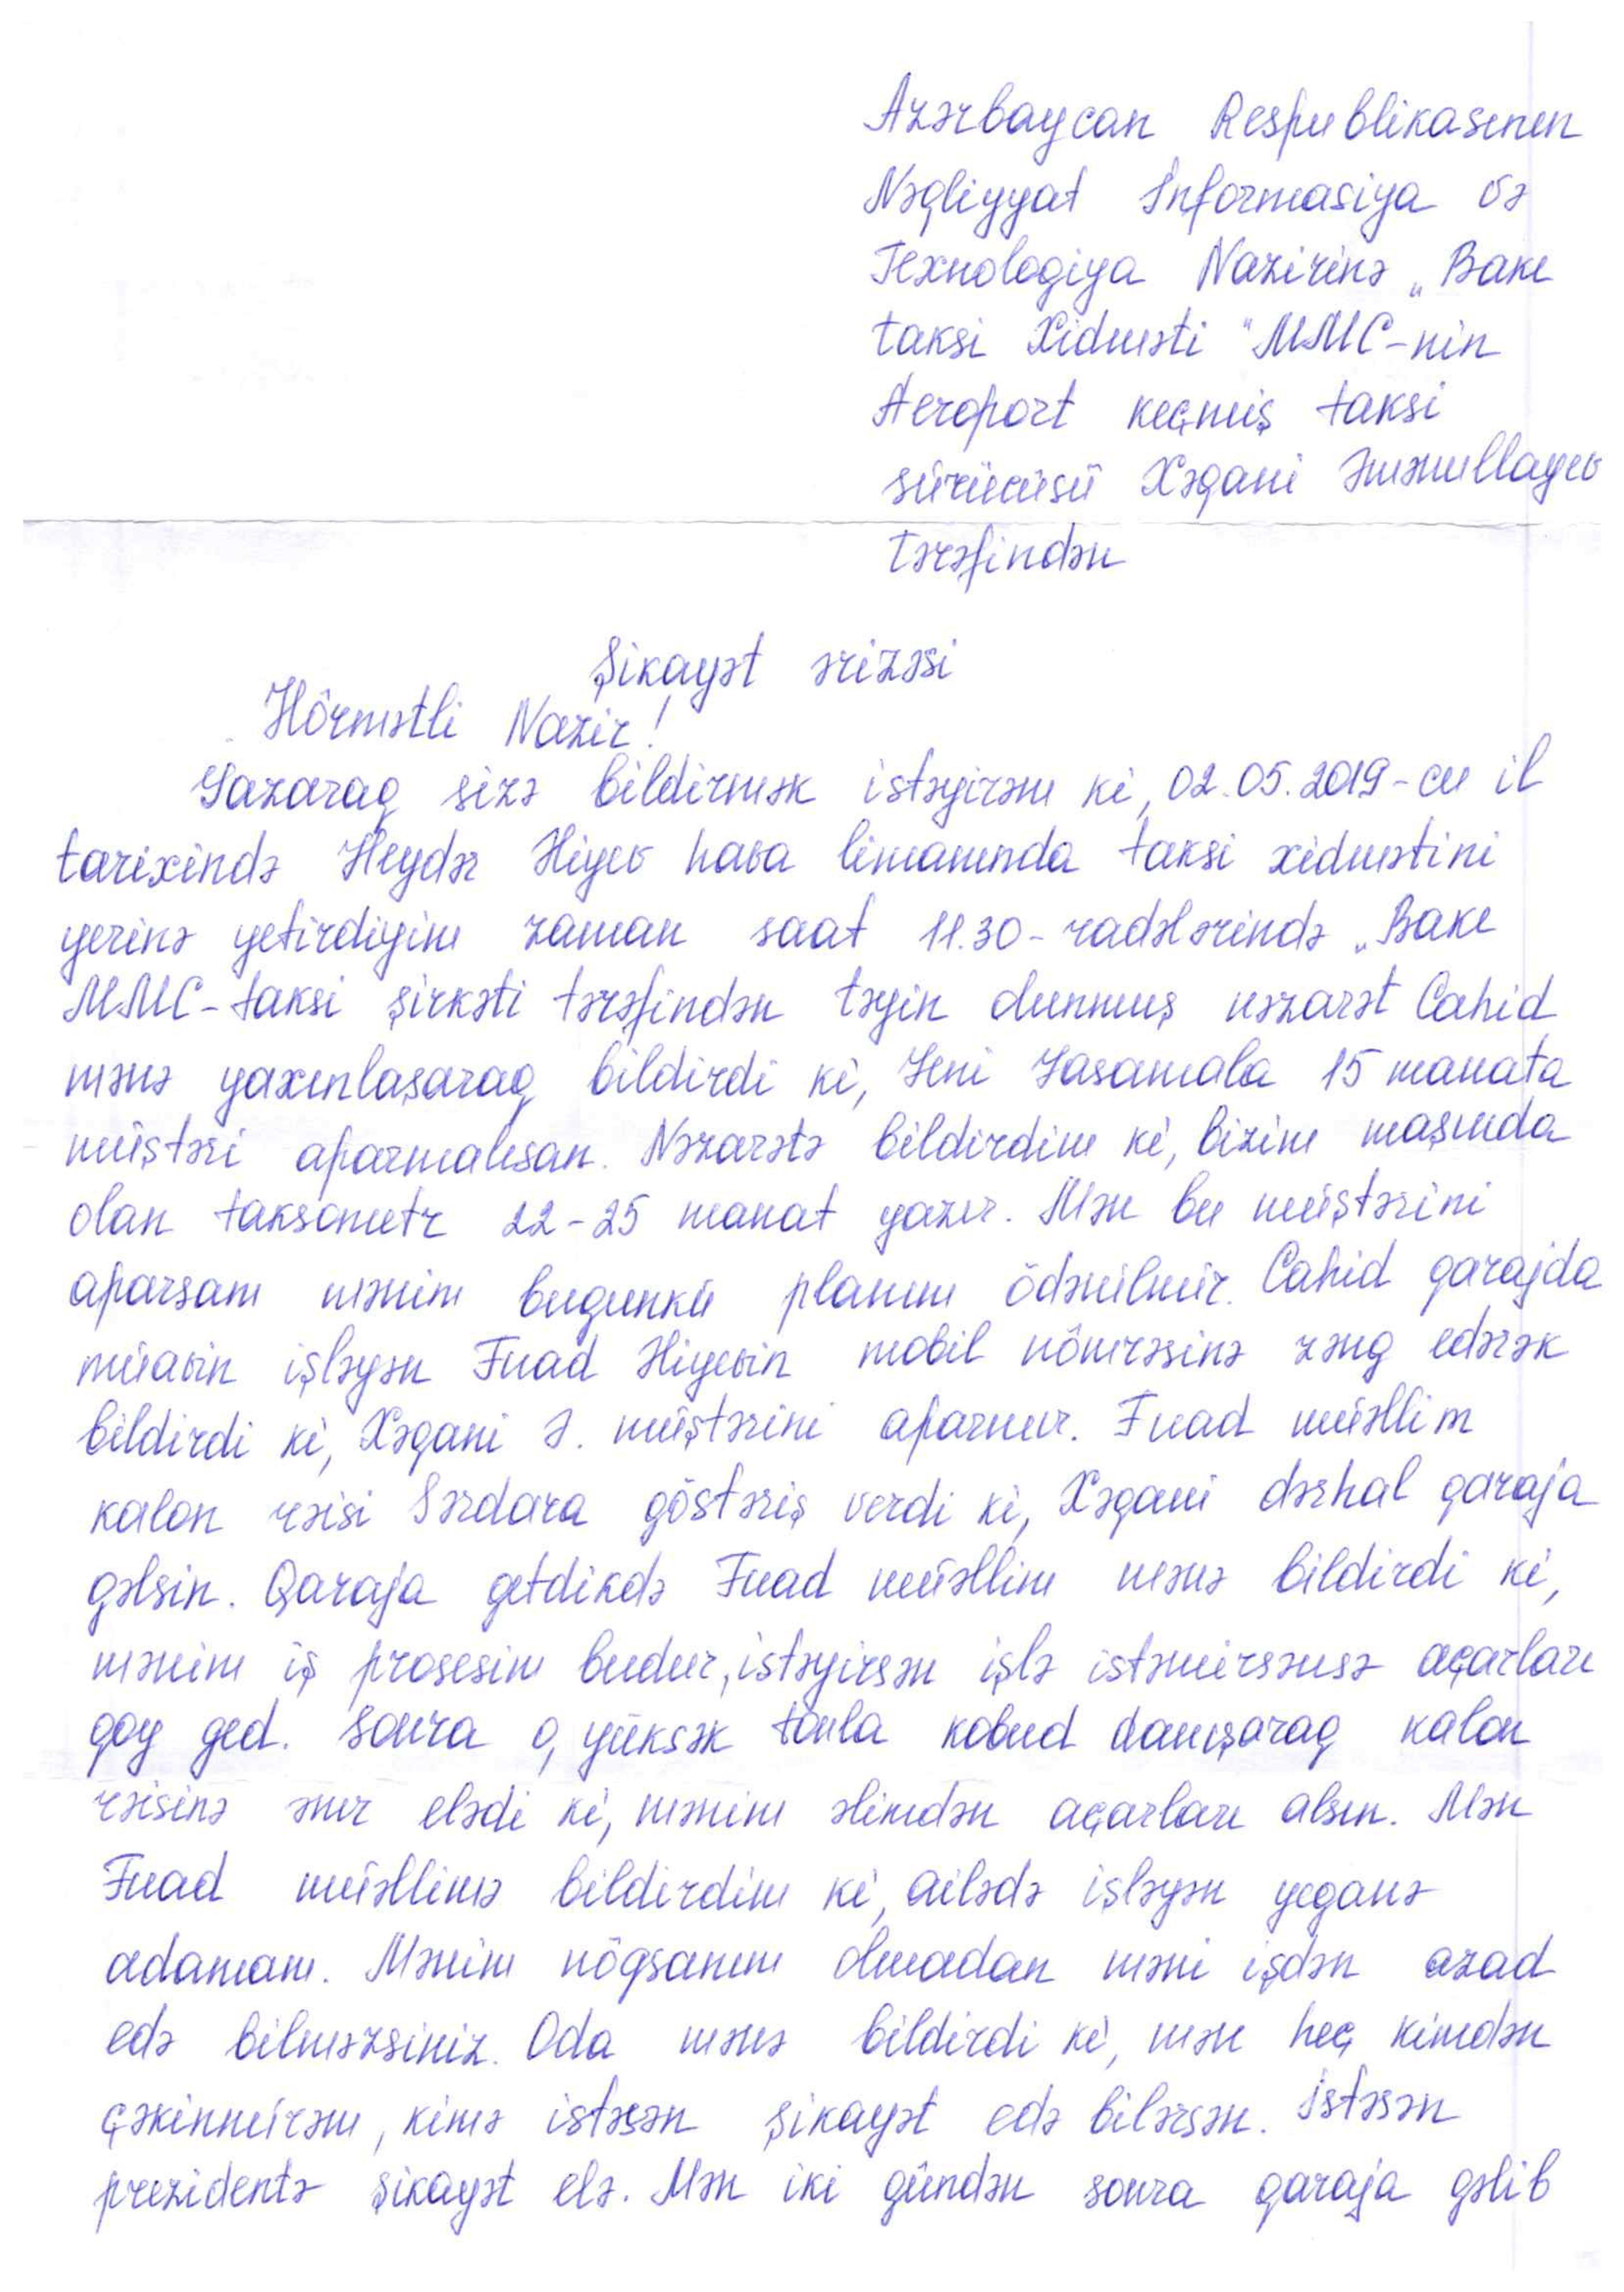 Azərbaycan Respublikasının
Nəqliyyat İnformasiya və
Texnologiya Nazirinə „Bakı
taksi Xidməti" MMC-nin
Aeroport keçmiş taksi
sürücüsü Xəqani Əmənullayev
tərəfindən
Şikayət ərizəsi
Hörmətli Nazir!
Yazaraq sizə bildirmək istəyirəm ki, 02.05.2019-cu il
tarixində Heydər Əliyev hava limanında taksi xidmətini
yerinə yetirdiyim zaman saat 11.30-radələrində „Bakı
MMC-taksi şirkəti tərəfindən təyin olunmuş nəzarət Cahid
mənə yaxınlaşaraq bildirdi ki, Yeni Yasamala 15 manata
müştəri aparmalısan. Nəzarətə bildirdim ki, bizim maşında
olan taksometr 22-25 manat yazır. Mən bu müştərini
aparsam mənim bugunkü planım ödənilmir. Cahid qarajda
müavin işləyən Fuad Əliyevin mobil nömrəsinə zəng edərək
bildirdi ki, Xəqani Ə. müştərini aparmır. Fuad müəllim
kalon rəisi Sərdara göstəriş verdi ki, Xəqani dərhal qaraja
gəlsin. Qaraja getdikdə Fuad müəllim mənə bildirdi ki,
mənim iş prosesim budur, istəyirsən işlə istəmirsənsə açarları
qoy ged. Sonra o, yüksək tonla kobud danışaraq kalon
rəisinə əmr elədi ki, mənim əlimdən açarları alsın. Mən
Fuad müəllimə bildirdim ki, ailədə işləyən yeganə
adamam. Mənim nöqsanım olmadan məni işdən azad
edə bilməzsiniz. Oda mənə bildirdi ki, mən heç kimdən
çəkinmirəm, kimə istəsən şikayət edə bilərsən. İstəsən
prezidentə şikayət elə. Mən iki gündən sonra qaraja gəlib